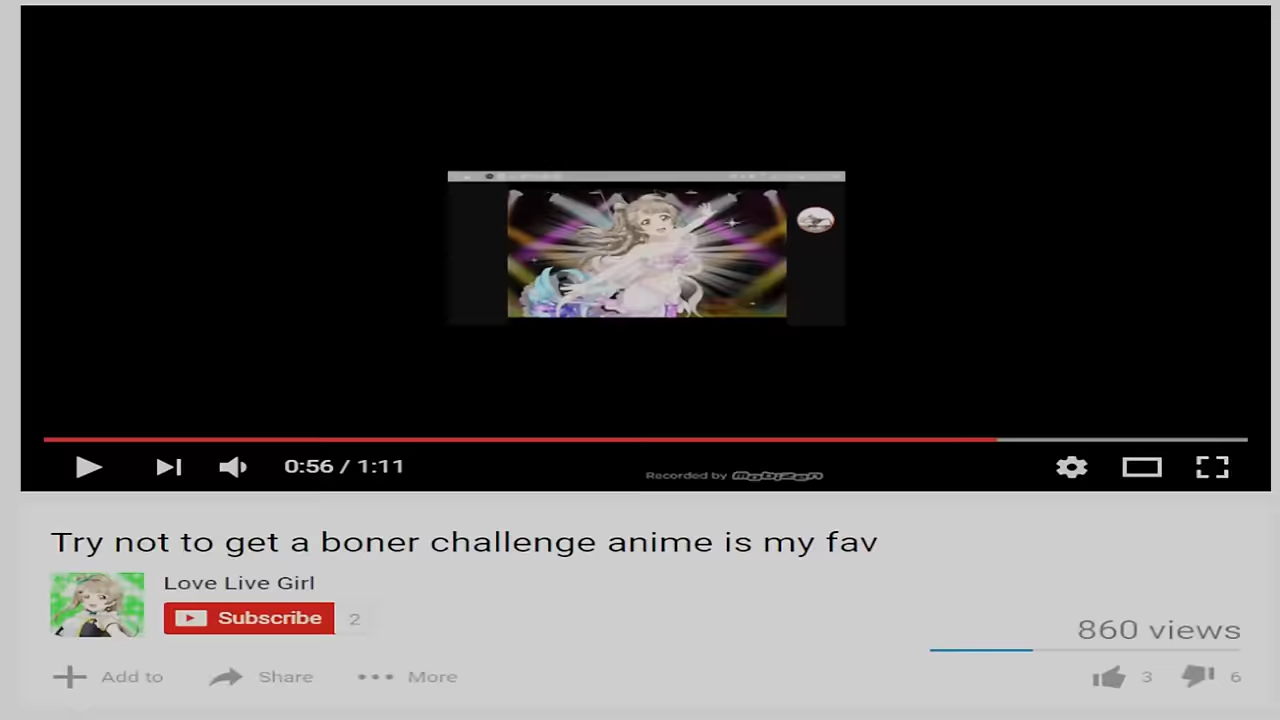 0:56 / 1:11
Recorded by mobizen
Try not to get a boner challenge anime is my fav
Love Live Girl
Subscribe 2
860 views
Add to Share More 3 6